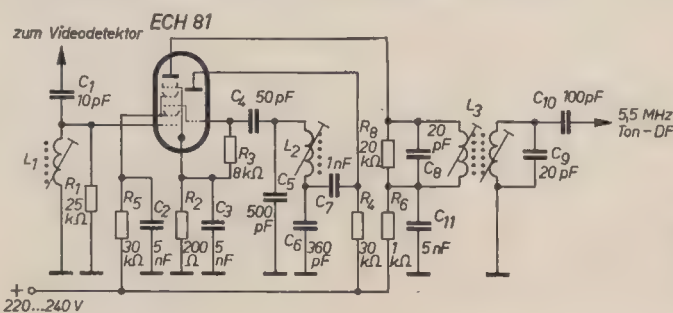 ECH 81
zum Videodetektor
C1
10pF
L1
R1
25
kΩ
R5
30
kΩ
C2
5
nF
R2
200
Ω
C3
5
nF
R3
8kΩ
C4
50pF
C5
500
pF
L2
1nF
C7
C6
360
pF
R4
30
kΩ
R8
20
kΩ
R6
1
kΩ
20
pF
C8
C11
5nF
L3
C10
100pF
C9
20pF
5,5 MHz
Ton-DF
+
220...240 V